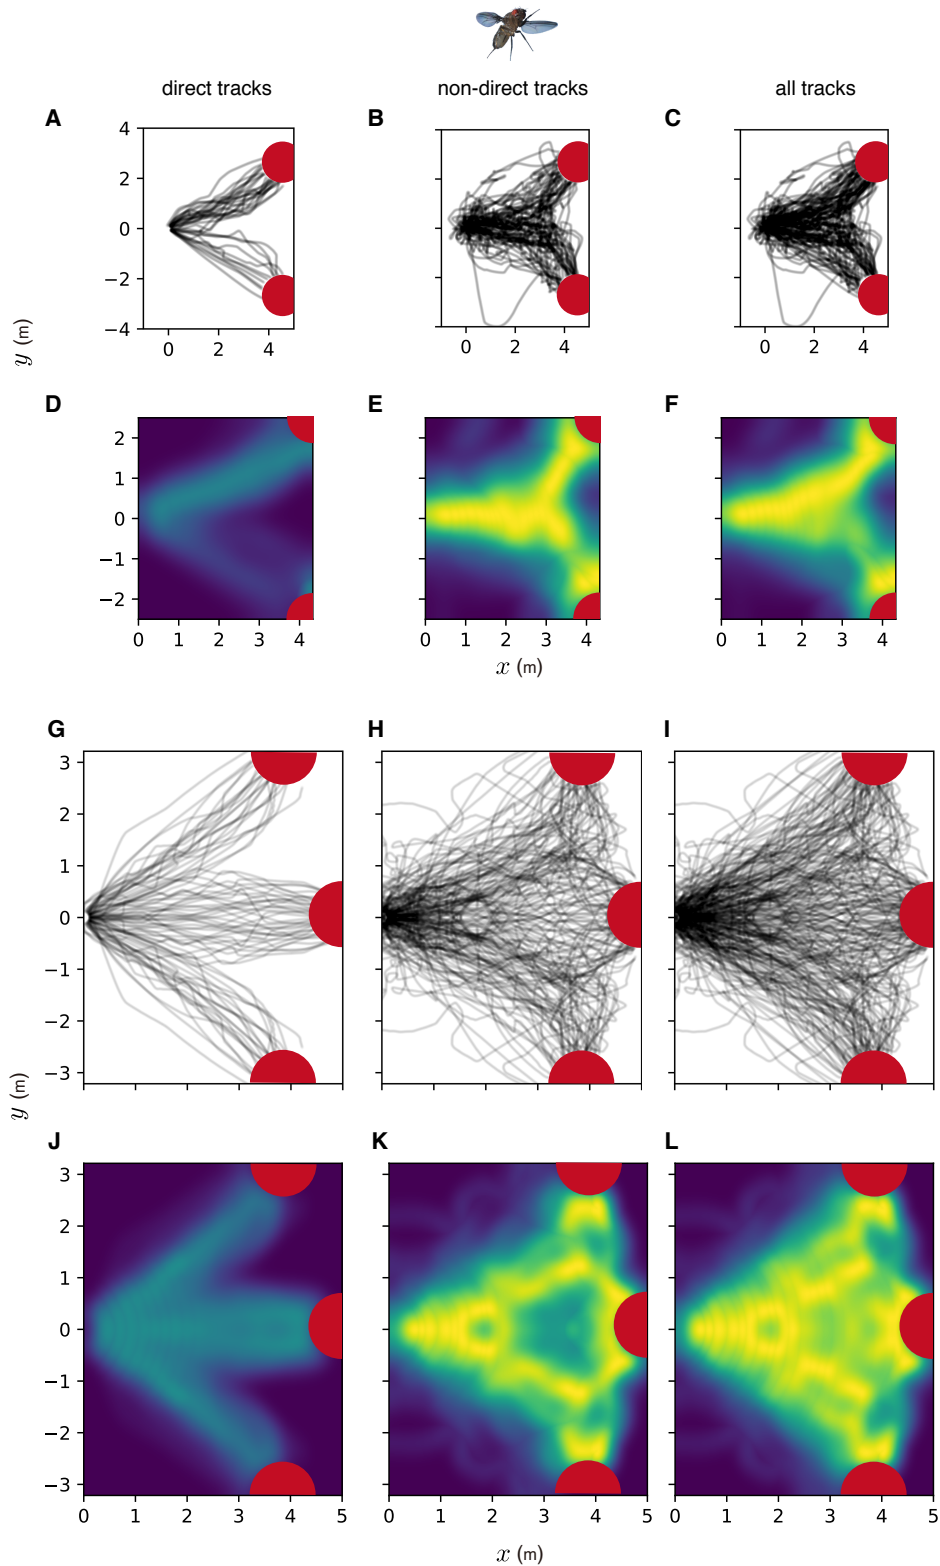 direct tracks non-direct tracks all tracks
A B C
4
2
0
−2
−4
0 2 4 0 2 4 0 2 4
y (m)
D E F
2
1
0
−1
−2
0 1 2 3 4 0 1 2 3 4 0 1 2 3 4
x (m)
G H I
3
2
1
0
−1
−2
−3
y (m)
J K L
3
2
1
0
−1
−2
−3
0 1 2 3 4 5 0 1 2 3 4 5 0 1 2 3 4 5
x (m)